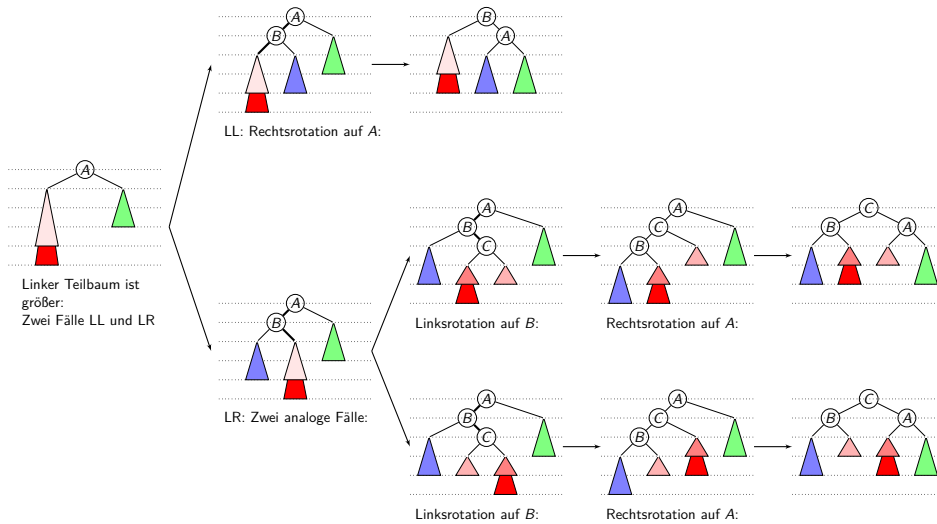 A
B
B
A
LL: Rechtsrotation auf A:
A
Linker Teilbaum ist
größer:
Zwei Fälle LL und LR
A
B
C
A
C
B
C
B
A
Linksrotation auf B:
Rechtsrotation auf A:
A
B
LR: Zwei analoge Fälle:
A
B
C
A
C
B
C
B
A
Linksrotation auf B:
Rechtsrotation auf A: